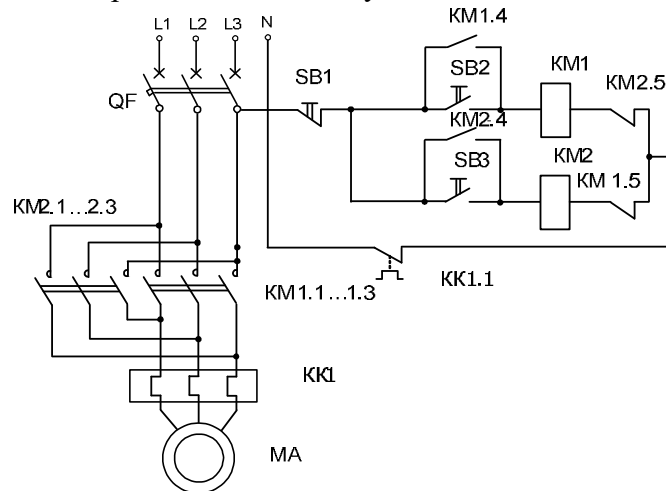 L1 L2 L3 N
KM1.4
SB1
SB2
KM1
KM2.5
QF
KM2.4
SB3
KM2
KM 1.5
KM2.1...2.3
KM1.1...1.3
KK1.1
KK1
MA